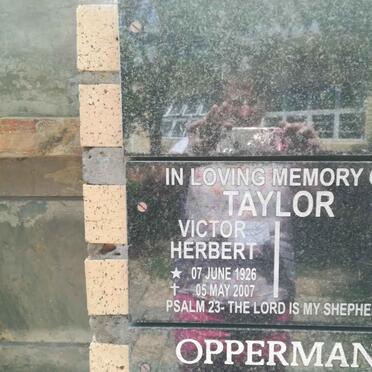 IN LOVING MEMORY O
TAYLOR
VICTOR
HERBERT
★ 07 JUNE 1926
† 05 MAY 2007
PSALM 23- THE LORD IS MY SHEPHE
OPPERMAN